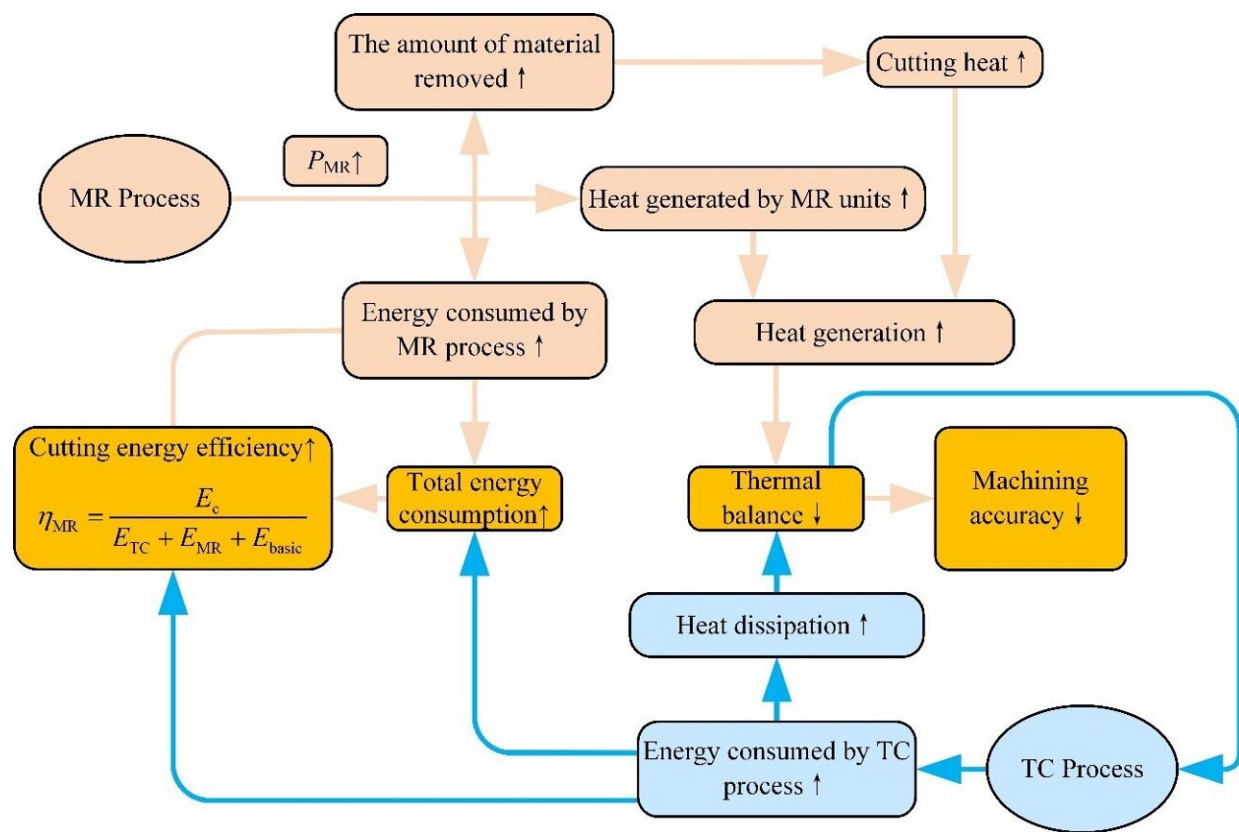 The amount of material
removed ↑
Cutting heat ↑
P_MR↑
MR Process
Heat generated by MR units ↑
Energy consumed by
MR process ↑
Heat generation ↑
Cutting energy efficiency↑
η_MR = E_c / (E_TC + E_MR + E_basic)
Total energy
consumption↑
Thermal
balance ↓
Machining
accuracy ↓
Heat dissipation ↑
Energy consumed by TC
process ↑
TC Process